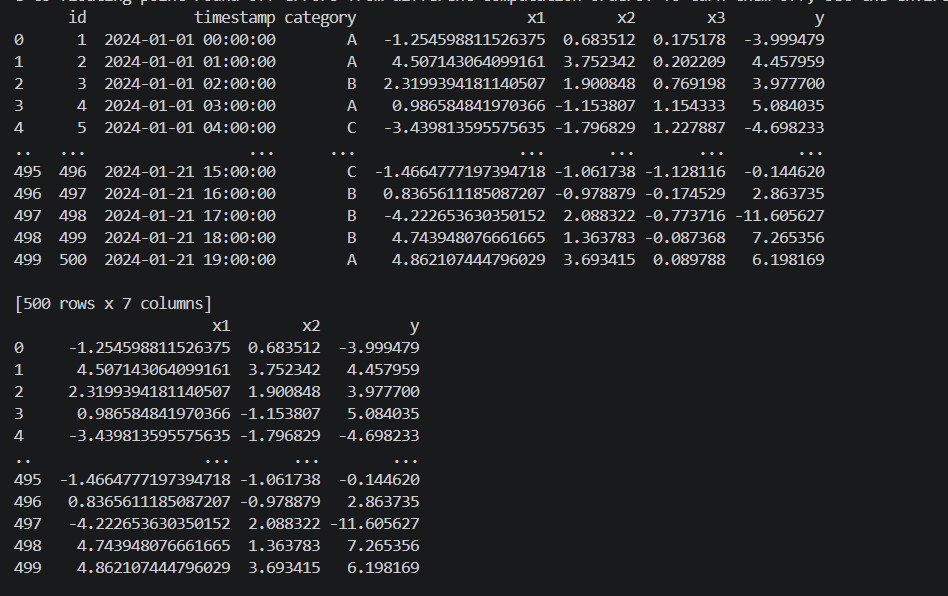 id timestamp category x1 x2 x3 y
0 1 2024-01-01 00:00:00 A -1.254598811526375 0.683512 0.175178 -3.999479
1 2 2024-01-01 01:00:00 A 4.507143064099161 3.752342 0.202209 4.457959
2 3 2024-01-01 02:00:00 B 2.3199394181140507 1.900848 0.769198 3.977700
3 4 2024-01-01 03:00:00 A 0.986584841970366 -1.153807 1.154333 5.084035
4 5 2024-01-01 04:00:00 C -3.439813595575635 -1.796829 1.227887 -4.698233
.. ... ... ... ... ... ... ...
495 496 2024-01-21 15:00:00 C -1.4664777197394718 -1.061738 -1.128116 -0.144620
496 497 2024-01-21 16:00:00 B 0.8365611185087207 -0.978879 -0.174529 2.863735
497 498 2024-01-21 17:00:00 B -4.222653630350152 2.088322 -0.773716 -11.605627
498 499 2024-01-21 18:00:00 B 4.743948076661665 1.363783 -0.087368 7.265356
499 500 2024-01-21 19:00:00 A 4.862107444796029 3.693415 0.089788 6.198169
[500 rows x 7 columns]
x1 x2 y
0 -1.254598811526375 0.683512 -3.999479
1 4.507143064099161 3.752342 4.457959
2 2.3199394181140507 1.900848 3.977700
3 0.986584841970366 -1.153807 5.084035
4 -3.439813595575635 -1.796829 -4.698233
.. ... ... ...
495 -1.4664777197394718 -1.061738 -0.144620
496 0.8365611185087207 -0.978879 2.863735
497 -4.222653630350152 2.088322 -11.605627
498 4.743948076661665 1.363783 7.265356
499 4.862107444796029 3.693415 6.198169